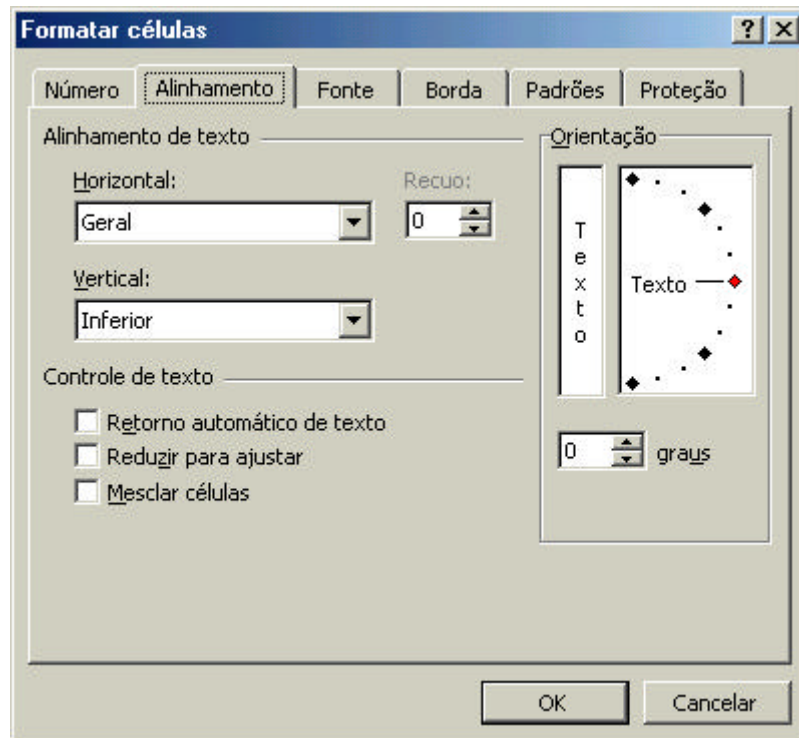 Formatar células
Número Alinhamento Fonte Borda Padrões Proteção
Alinhamento de texto
Horizontal:
Recuo:
Geral
0
Vertical:
Inferior
Controle de texto
Retorno automático de texto
Reduzir para ajustar
Mesclar células
Orientação
Texto
Texto
0 graus
OK Cancelar